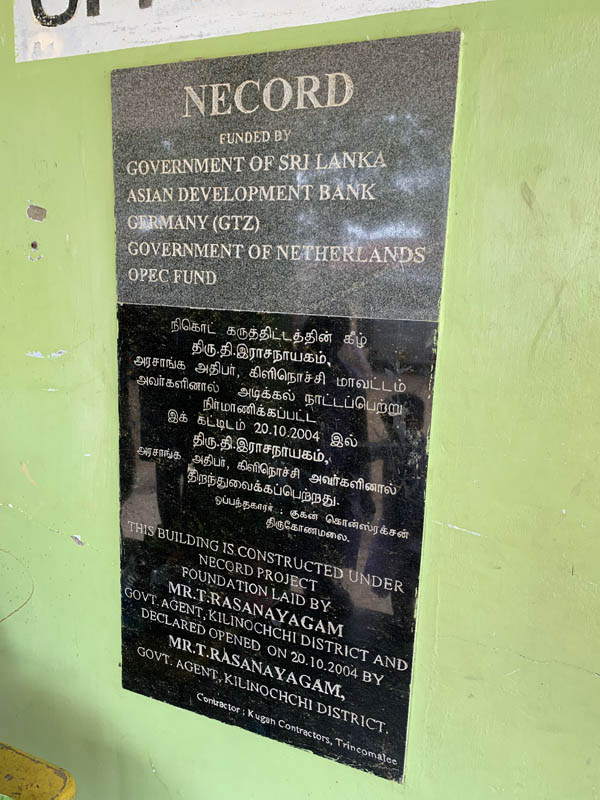 NECORD
FUNDED BY
GOVERNMENT OF SRI LANKA
ASIAN DEVELOPMENT BANK
GERMANY (GTZ)
GOVERNMENT OF NETHERLANDS
OPEC FUND
நிகொட் கருத்திட்டத்தின் கீழ்
திரு.தி.இராசநாயகம்,
அரசாங்க அதிபர், கிளிநொச்சி மாவட்டம்
அவர்களினால் அடிக்கல் நாட்டப்பெற்று
நிர்மாணிக்கப்பட்ட
இக் கட்டிடம் 20.10.2004 இல்
திரு.தி.இராசநாயகம்,
அரசாங்க அதிபர், கிளிநொச்சி அவர்களினால்
திறந்துவைக்கப்பெற்றது.
ஒப்பந்தகாரர் : குகன் கொன்ஸ்ரக்சன்
திருகோணமலை.
THIS BUILDING IS CONSTRUCTED UNDER
NECORD PROJECT
FOUNDATION LAID BY
MR.T.RASANAYAGAM
GOVT. AGENT, KILINOCHCHI DISTRICT AND
DECLARED OPENED ON 20.10.2004 BY
MR.T.RASANAYAGAM,
GOVT. AGENT, KILINOCHCHI DISTRICT.
Contractor ; Kugan Contractors, Trincomalee